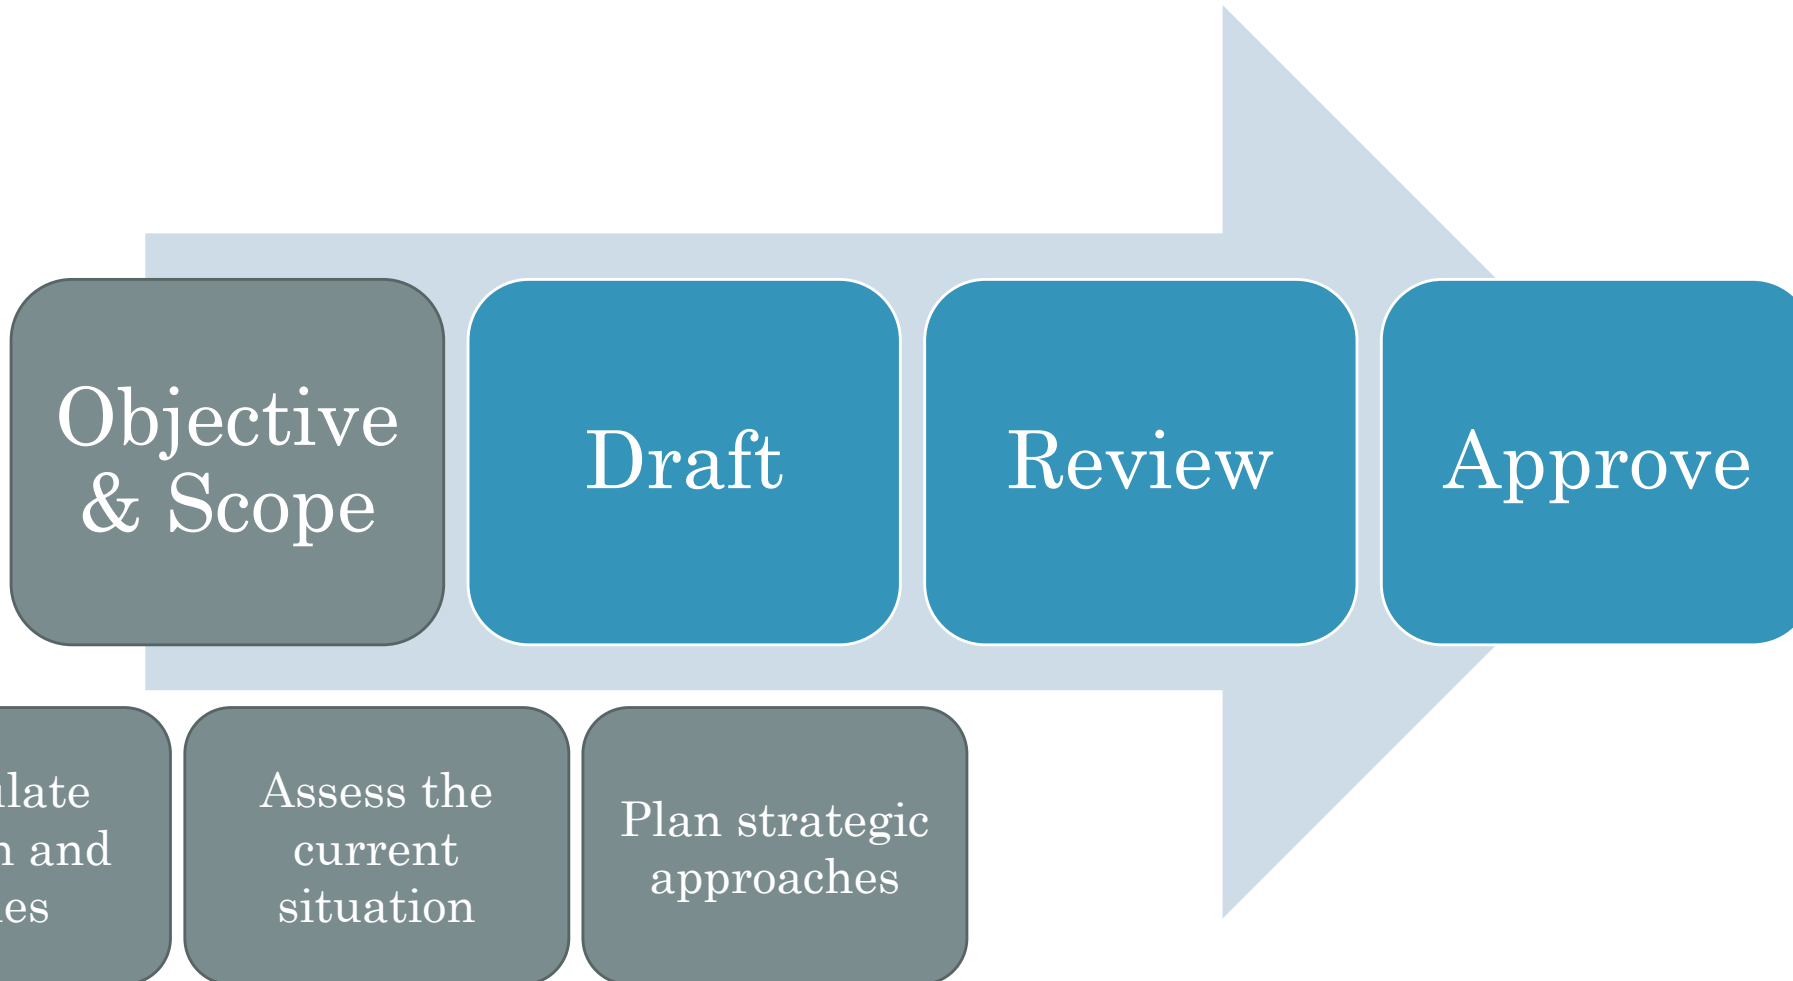 Objective
& Scope
Draft
Review
Approve
and
Assess the
current
situation
Plan strategic
approaches